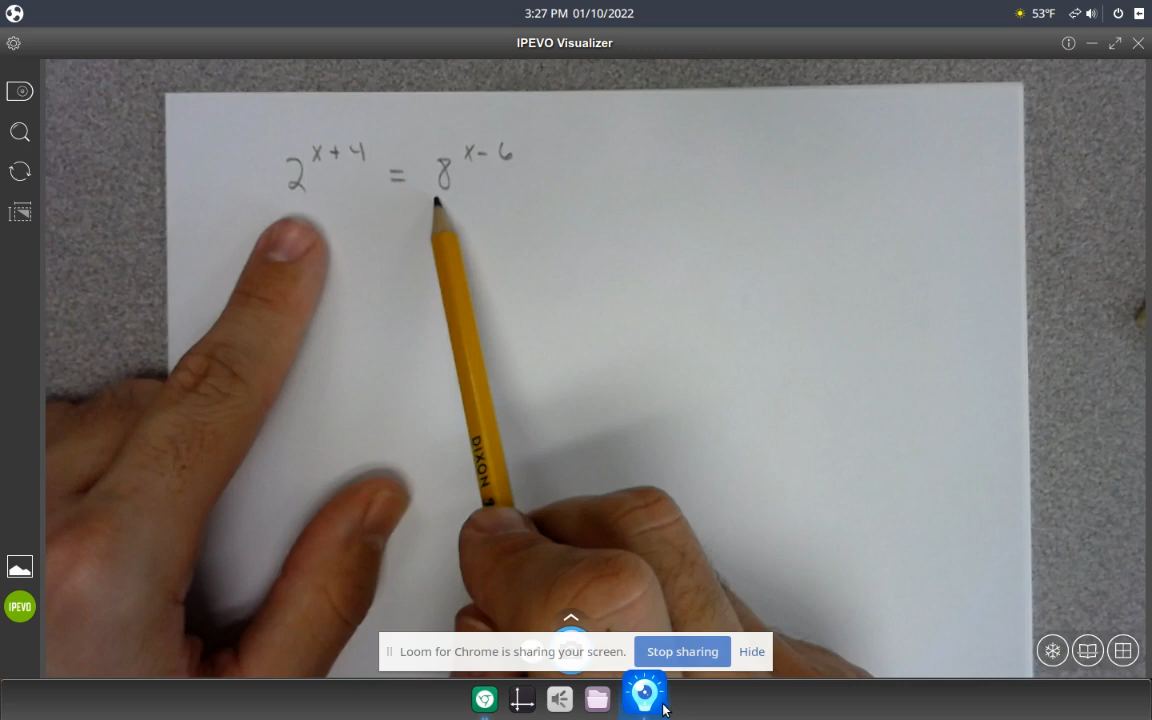 3:27 PM 01/10/2022
53°F
IPEVO Visualizer
2^{x+4} = 8^{x-6}
DIXON
IPEVO
Loom for Chrome is sharing your screen. Stop sharing Hide